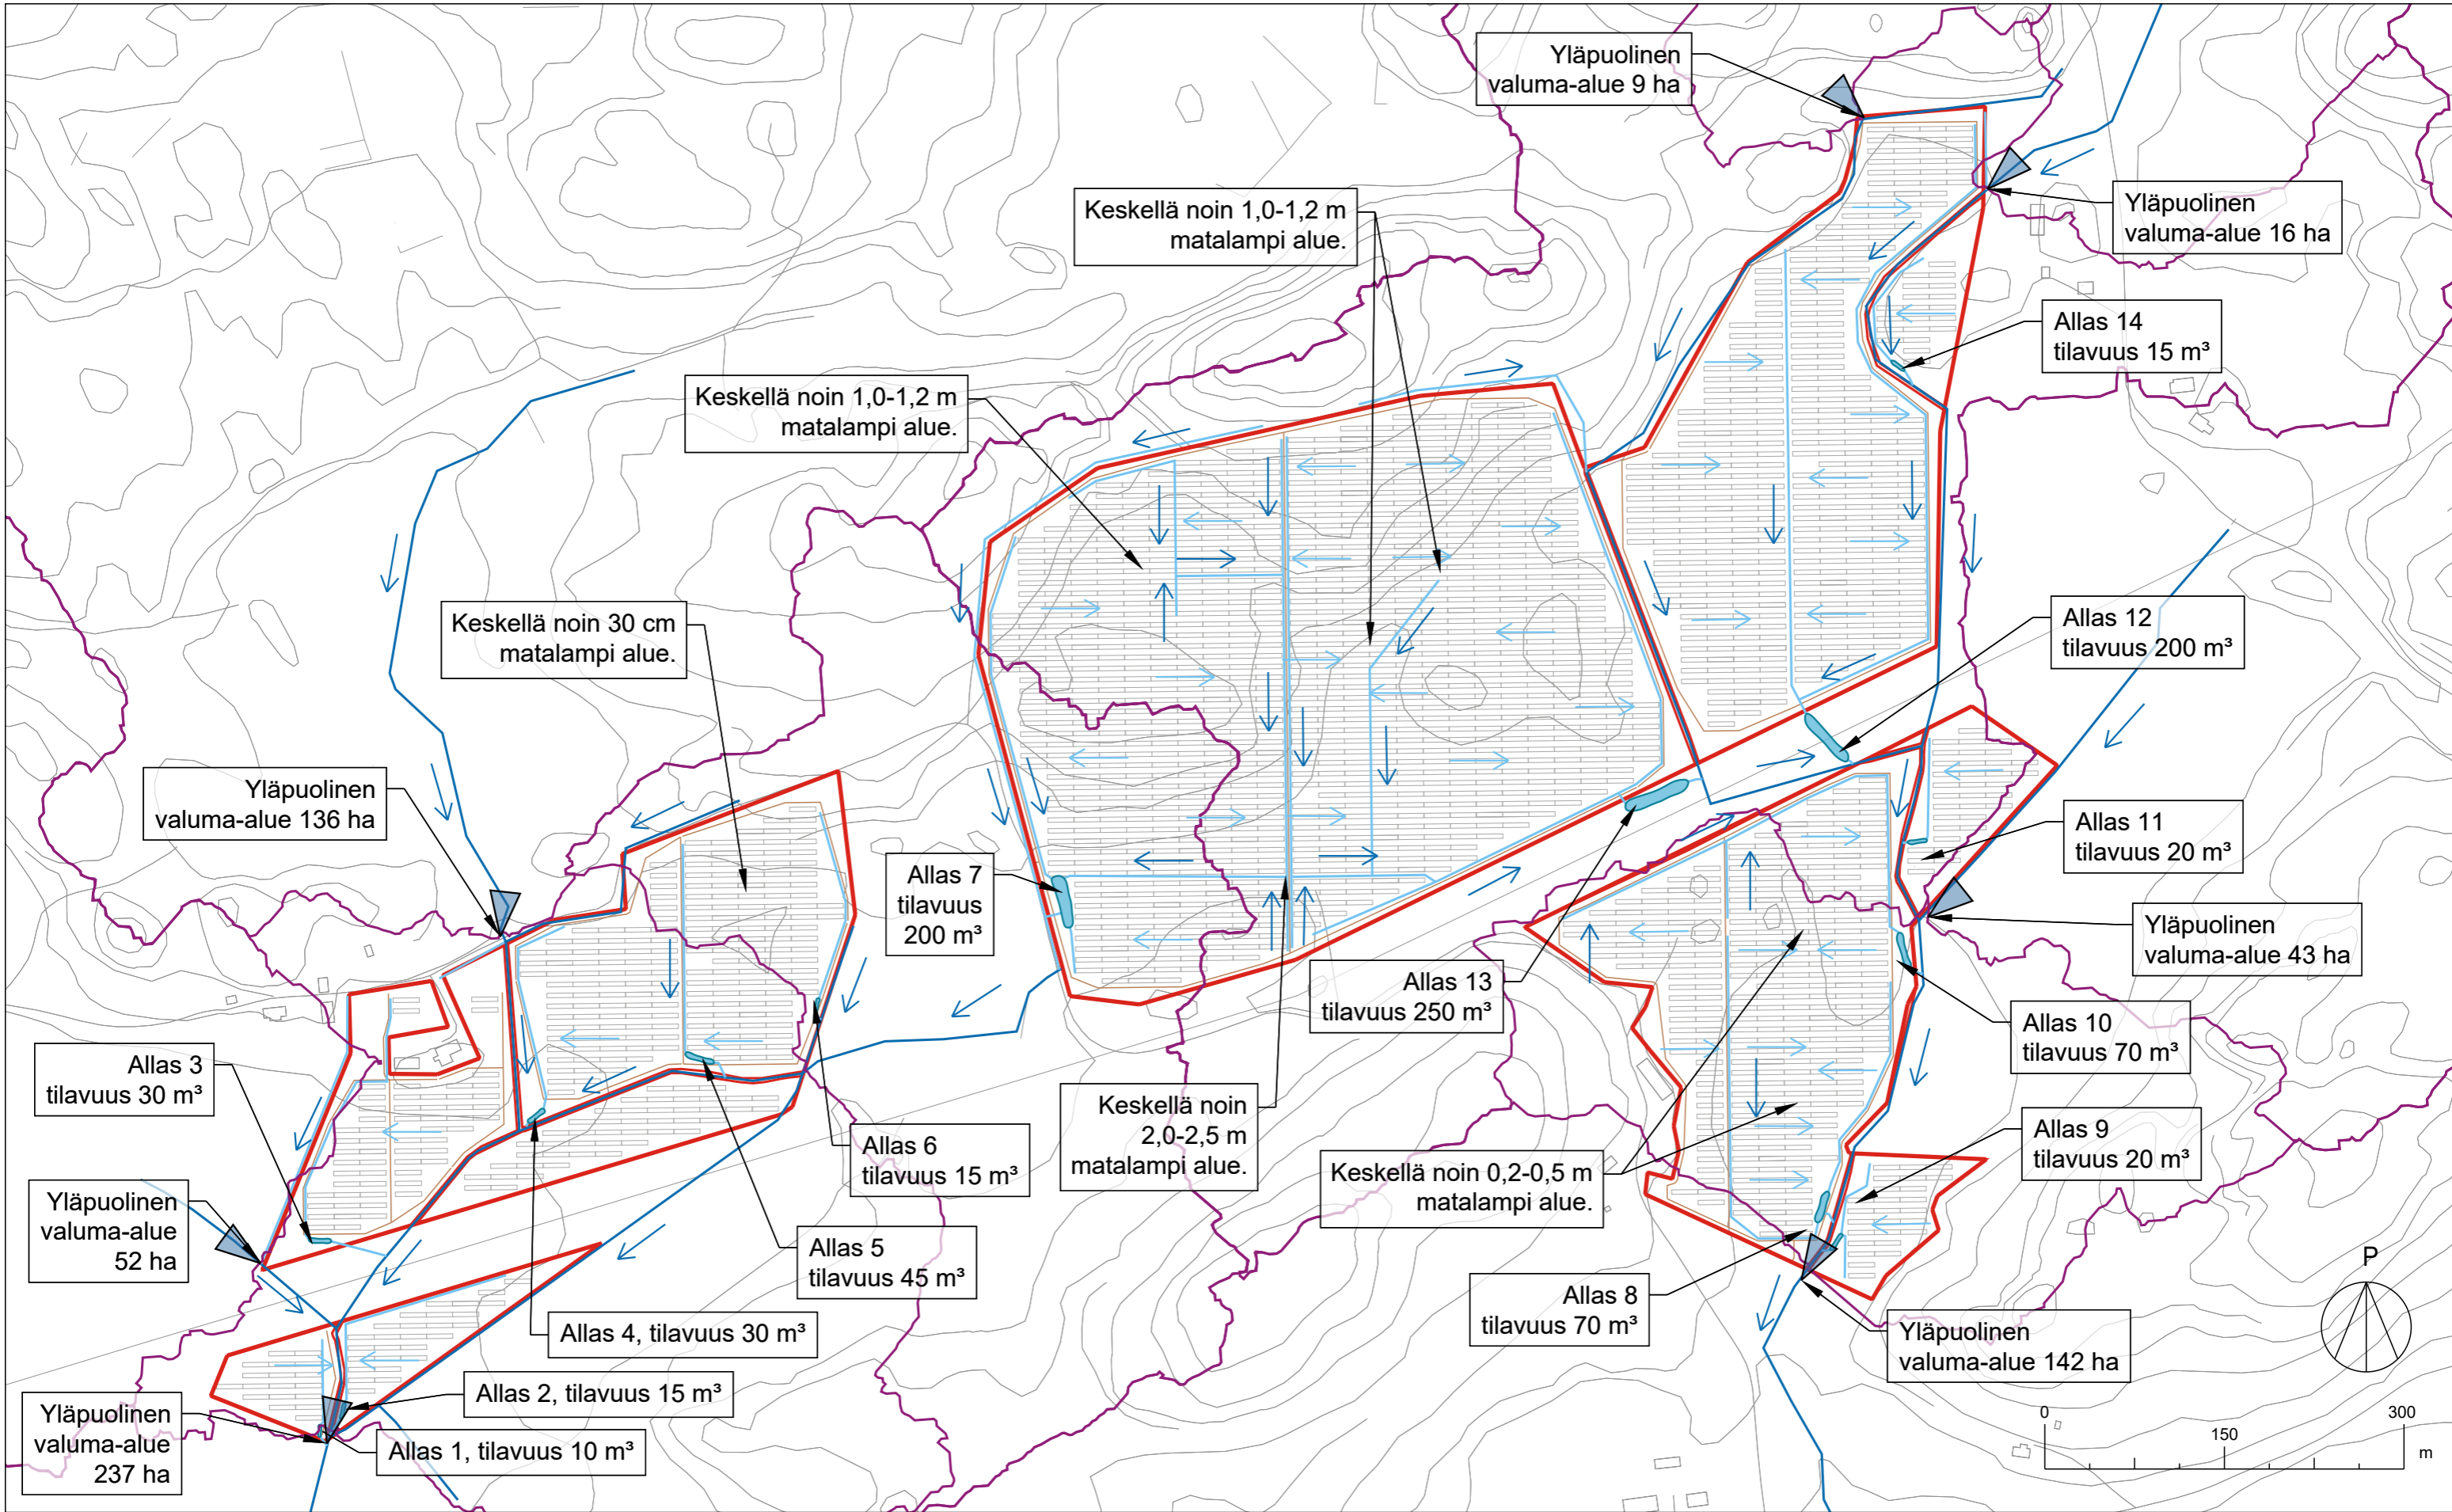 Yläpuolinen
valuma-alue 9 ha
Yläpuolinen
valuma-alue 16 ha
Keskellä noin 1,0-1,2 m
matalampi alue.
Allas 14
tilavuus 15 m³
Keskellä noin 1,0-1,2 m
matalampi alue.
Keskellä noin 30 cm
matalampi alue.
Allas 12
tilavuus 200 m³
Yläpuolinen
valuma-alue 136 ha
Allas 11
tilavuus 20 m³
Allas 7
tilavuus
200 m³
Yläpuolinen
valuma-alue 43 ha
Allas 13
tilavuus 250 m³
Allas 10
tilavuus 70 m³
Allas 3
tilavuus 30 m³
Keskellä noin
2,0-2,5 m
matalampi alue.
Allas 6
tilavuus 15 m³
Allas 9
tilavuus 20 m³
Keskellä noin 0,2-0,5 m
matalampi alue.
Yläpuolinen
valuma-alue
52 ha
Allas 5
tilavuus 45 m³
P
Allas 8
tilavuus 70 m³
Allas 4, tilavuus 30 m³
Yläpuolinen
valuma-alue 142 ha
Allas 2, tilavuus 15 m³
Yläpuolinen
valuma-alue
237 ha
Allas 1, tilavuus 10 m³
0
150
300
m